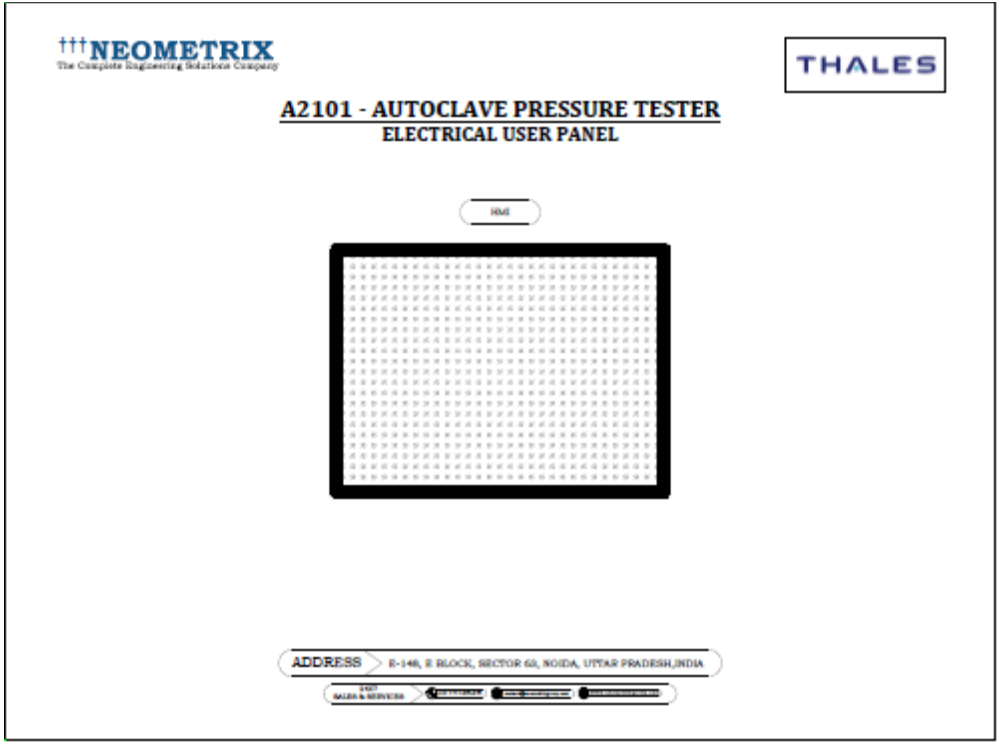 †††NEOMETRIX
The Complete Engineering Solutions Company
THALES
A2101 - AUTOCLAVE PRESSURE TESTER
ELECTRICAL USER PANEL
HMI
ADDRESS E-148, E BLOCK, SECTOR 63, NOIDA, UTTAR PRADESH,INDIA
SALES & SERVICES